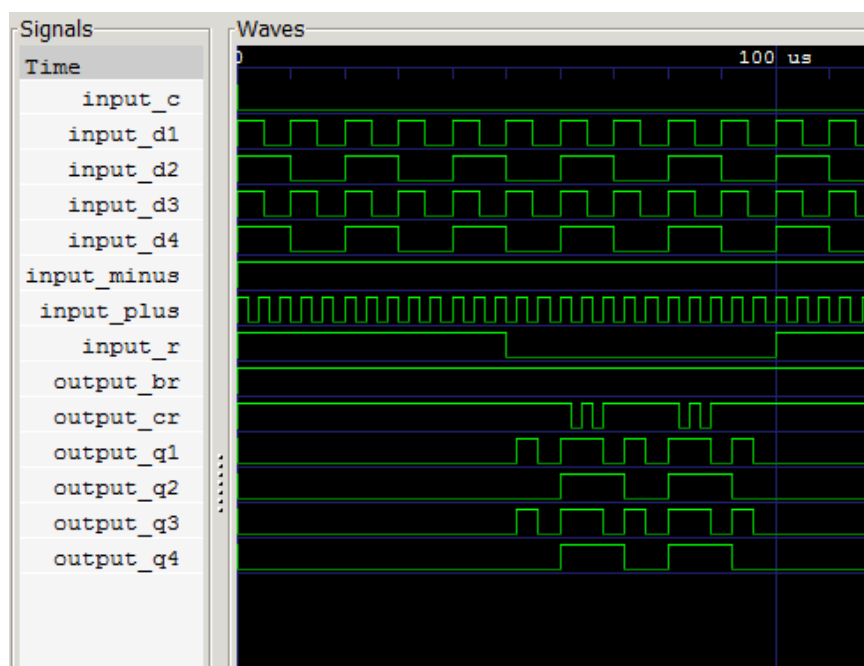 Signals
Waves
Time
0
100 us
input_c
input_d1
input_d2
input_d3
input_d4
input_minus
input_plus
input_r
output_br
output_cr
output_q1
output_q2
output_q3
output_q4